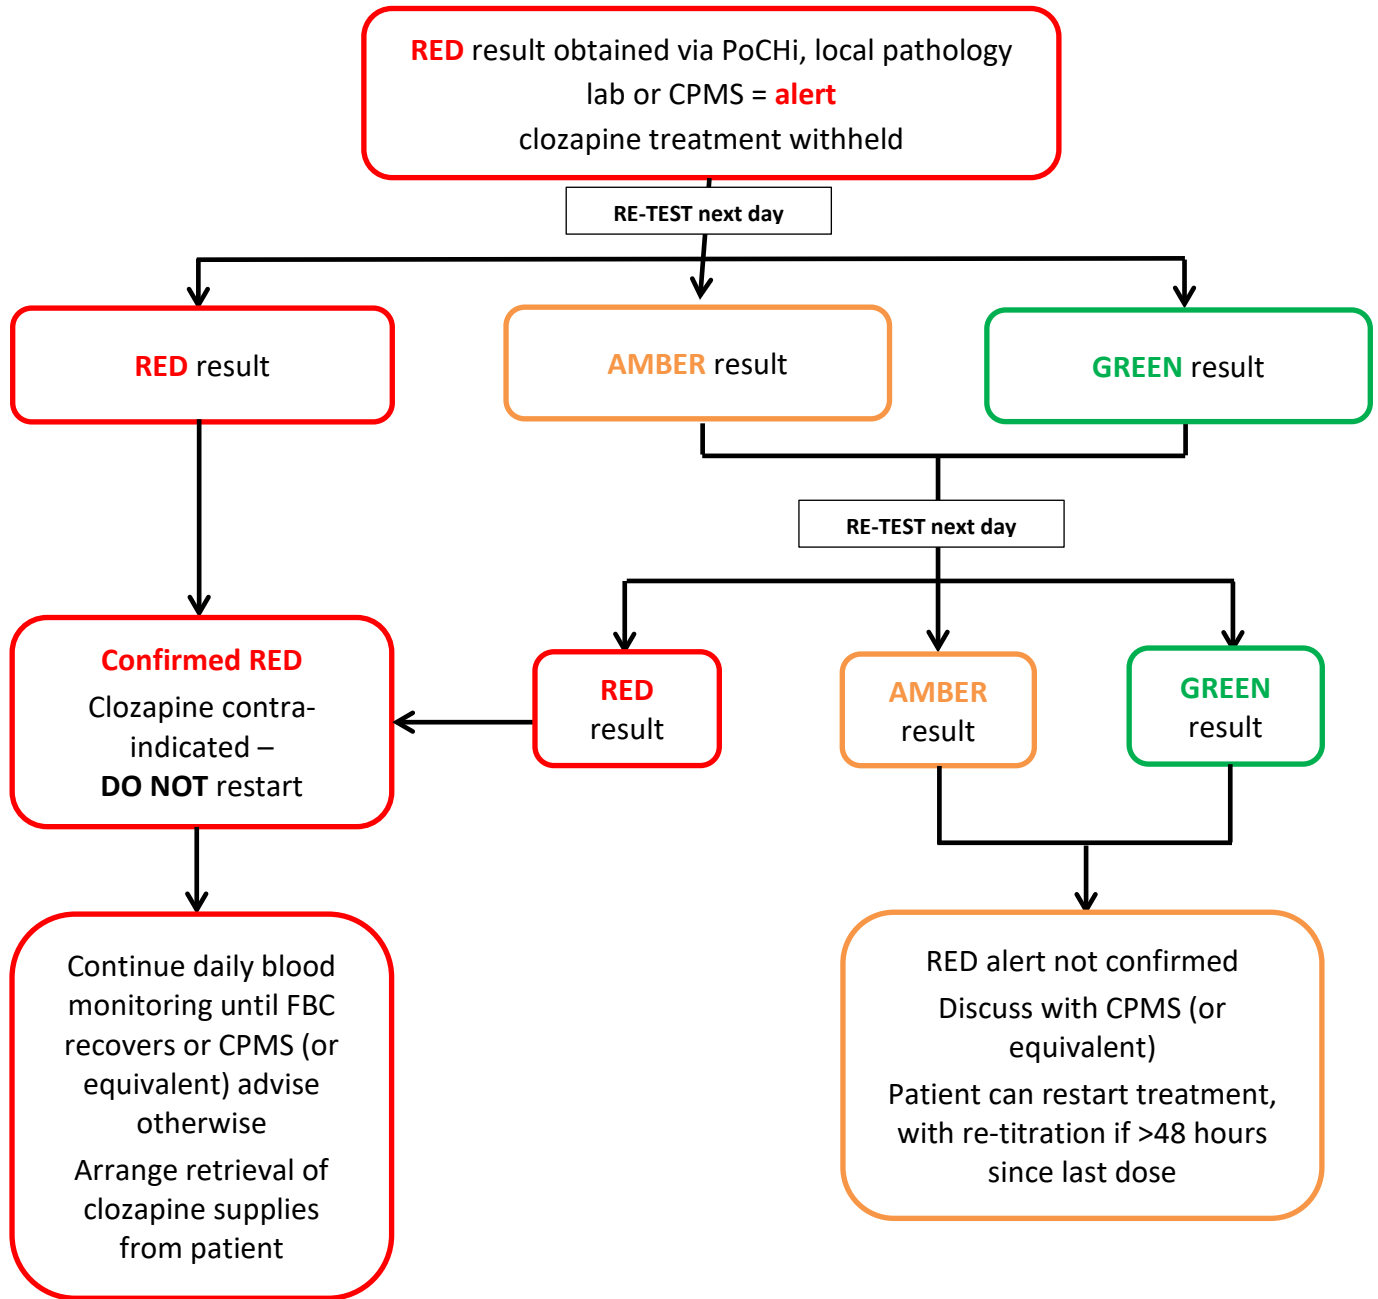 RED result obtained via PoCHi, local pathology
lab or CPMS = alert
clozapine treatment withheld
RE-TEST next day
RED result
AMBER result
GREEN result
RE-TEST next day
Confirmed RED
Clozapine contra-
indicated –
DO NOT restart
RED
result
AMBER
result
GREEN
result
Continue daily blood
monitoring until FBC
recovers or CPMS (or
equivalent) advise
otherwise
Arrange retrieval of
clozapine supplies
from patient
RED alert not confirmed
Discuss with CPMS (or
equivalent)
Patient can restart treatment,
with re-titration if >48 hours
since last dose